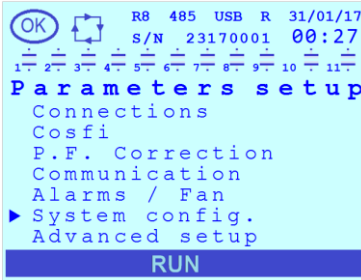 OK R8 485 USB R 31/01/17
S/N 23170001 00:27
1 2 3 4 5 6 7 8 9 10 11
Parameters setup
Connections
Cosfi
P.F. Correction
Communication
Alarms / Fan
▶ System config.
Advanced setup
RUN